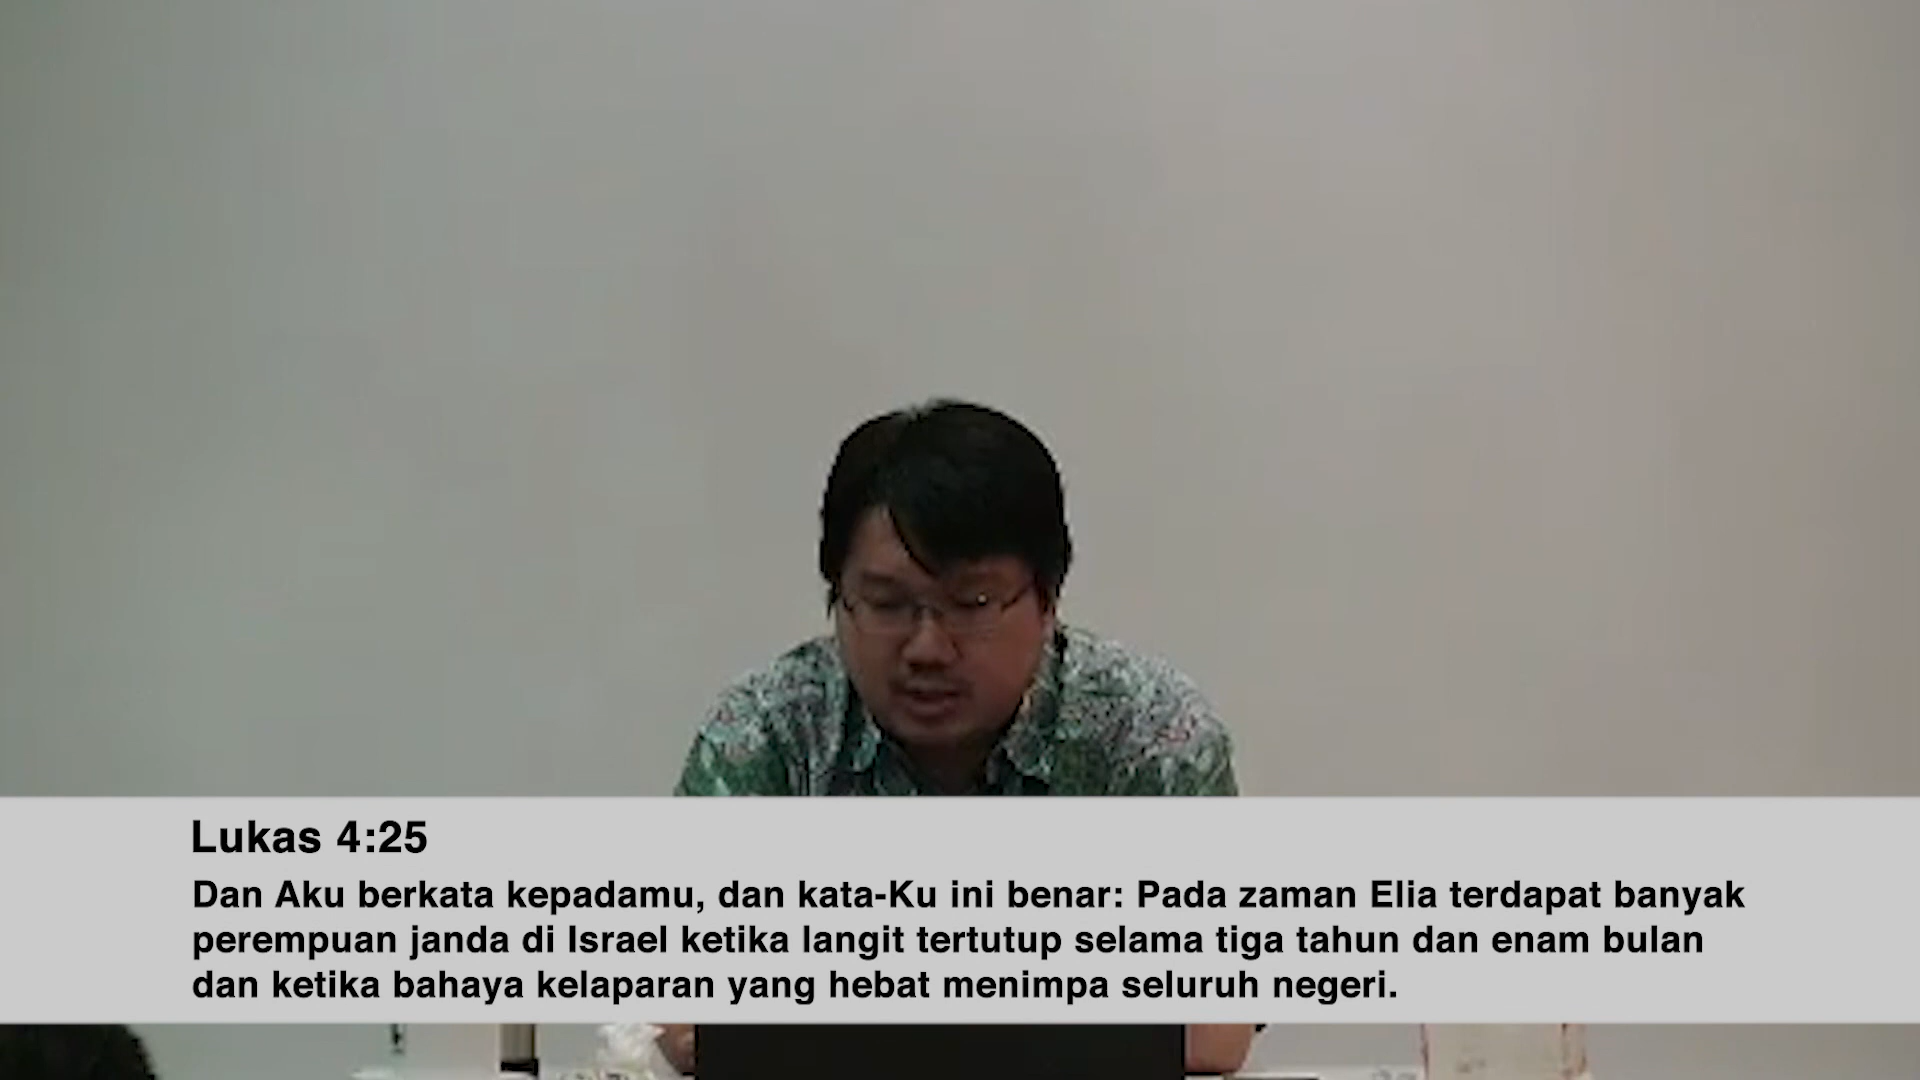 Lukas 4:25
Dan Aku berkata kepadamu, dan kata-Ku ini benar: Pada zaman Elia terdapat banyak
perempuan janda di Israel ketika langit tertutup selama tiga tahun dan enam bulan
dan ketika bahaya kelaparan yang hebat menimpa seluruh negeri.